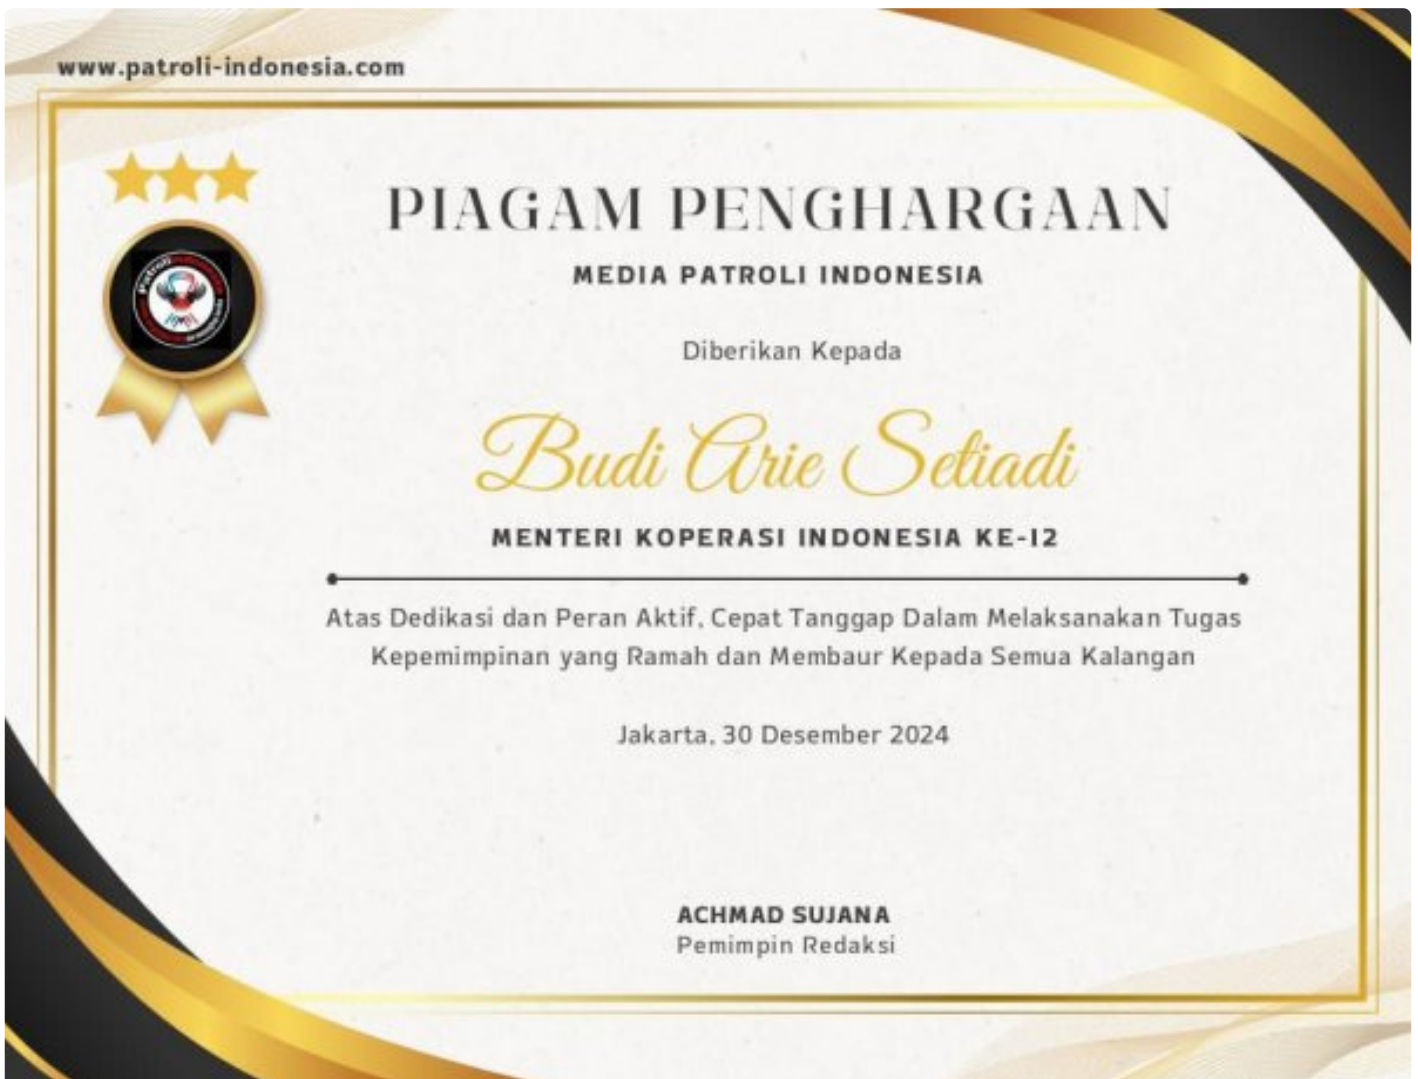 www.patroli-indonesia.com
PIAGAM PENGHARGAAN
MEDIA PATROLI INDONESIA
Diberikan Kepada
Budi Arie Setiadi
MENTERI KOPERASI INDONESIA KE-12
Atas Dedikasi dan Peran Aktif, Cepat Tanggap Dalam Melaksanakan Tugas
Kepemimpinan yang Ramah dan Membaur Kepada Semua Kalangan
Jakarta, 30 Desember 2024
ACHMAD SUJANA
Pemimpin Redaksi